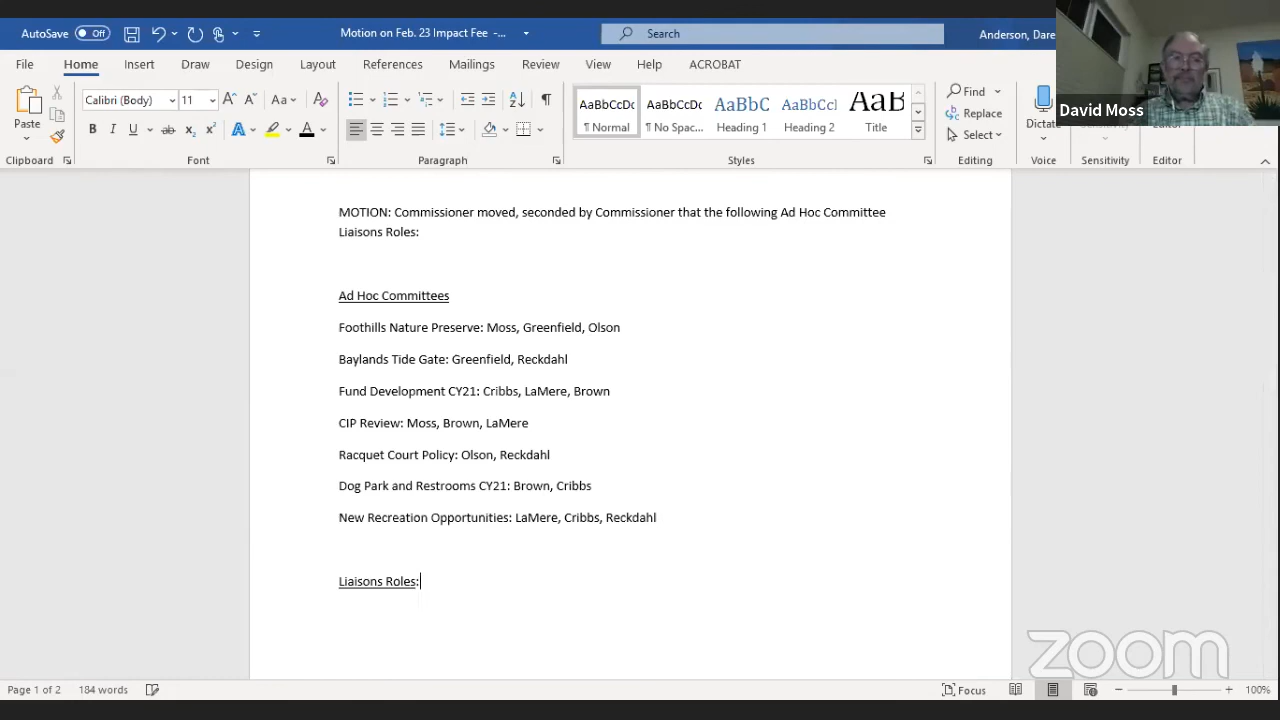 AutoSave Off
Motion on Feb. 23 Impact Fee -...
Search
Anderson, Dare
File Home Insert Draw Design Layout References Mailings Review View Help ACROBAT
David Moss
Paste
Calibri (Body) 11
Aa
B I U ab x₂ x²
A A
AaBbCcDc AaBbCcDc AaBbC AaBbCcl AaB
¶ Normal ¶ No Spac... Heading 1 Heading 2 Title
Find
Replace
Select
Dictate
Clipboard Font Paragraph Styles Editing Voice Sensitivity Editor
MOTION: Commissioner moved, seconded by Commissioner that the following Ad Hoc Committee
Liaisons Roles:
Ad Hoc Committees
Foothills Nature Preserve: Moss, Greenfield, Olson
Baylands Tide Gate: Greenfield, Reckdahl
Fund Development CY21: Cribbs, LaMere, Brown
CIP Review: Moss, Brown, LaMere
Racquet Court Policy: Olson, Reckdahl
Dog Park and Restrooms CY21: Brown, Cribbs
New Recreation Opportunities: LaMere, Cribbs, Reckdahl
Liaisons Roles:
zoom
Page 1 of 2 184 words
Focus
100%